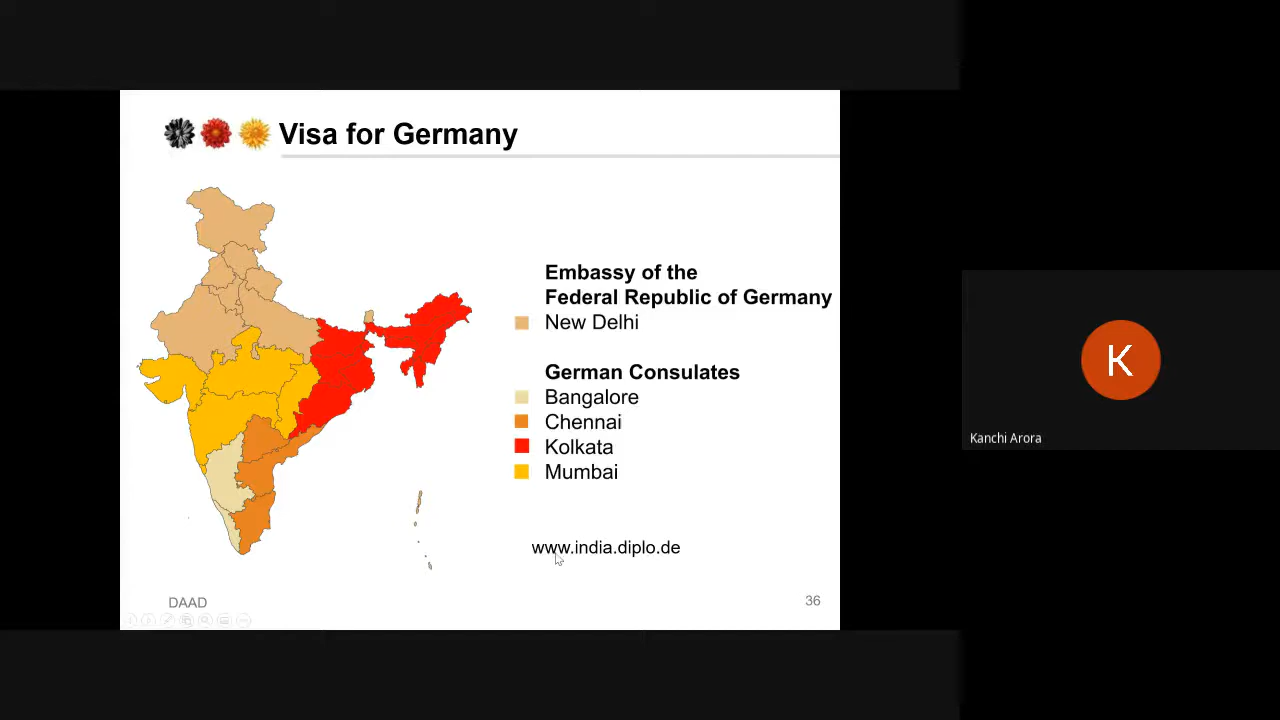 Visa for Germany
Embassy of the
Federal Republic of Germany
New Delhi
German Consulates
Bangalore
Chennai
Kolkata
Mumbai
www.india.diplo.de
DAAD
36
K
Kanchi Arora